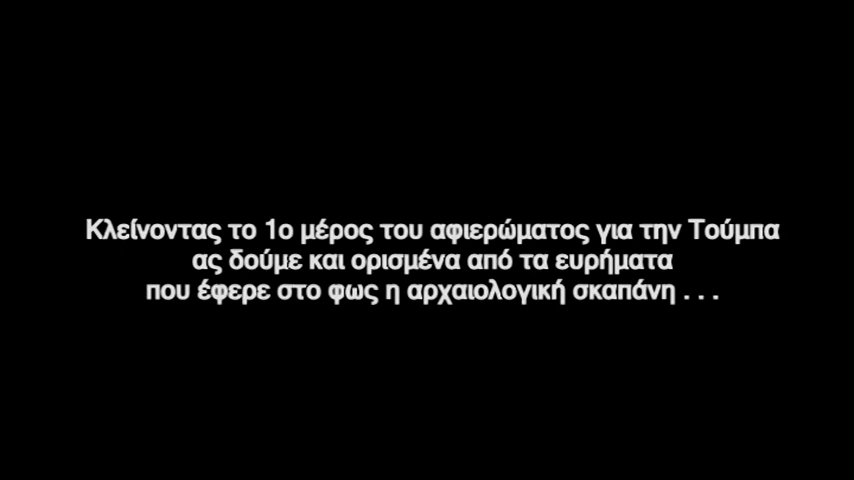 Κλείνοντας το 1ο μέρος του αφιερώματος για την Τούμπα
ας δούμε και ορισμένα από τα ευρήματα
που έφερε στο φως η αρχαιολογική σκαπάνη . . .